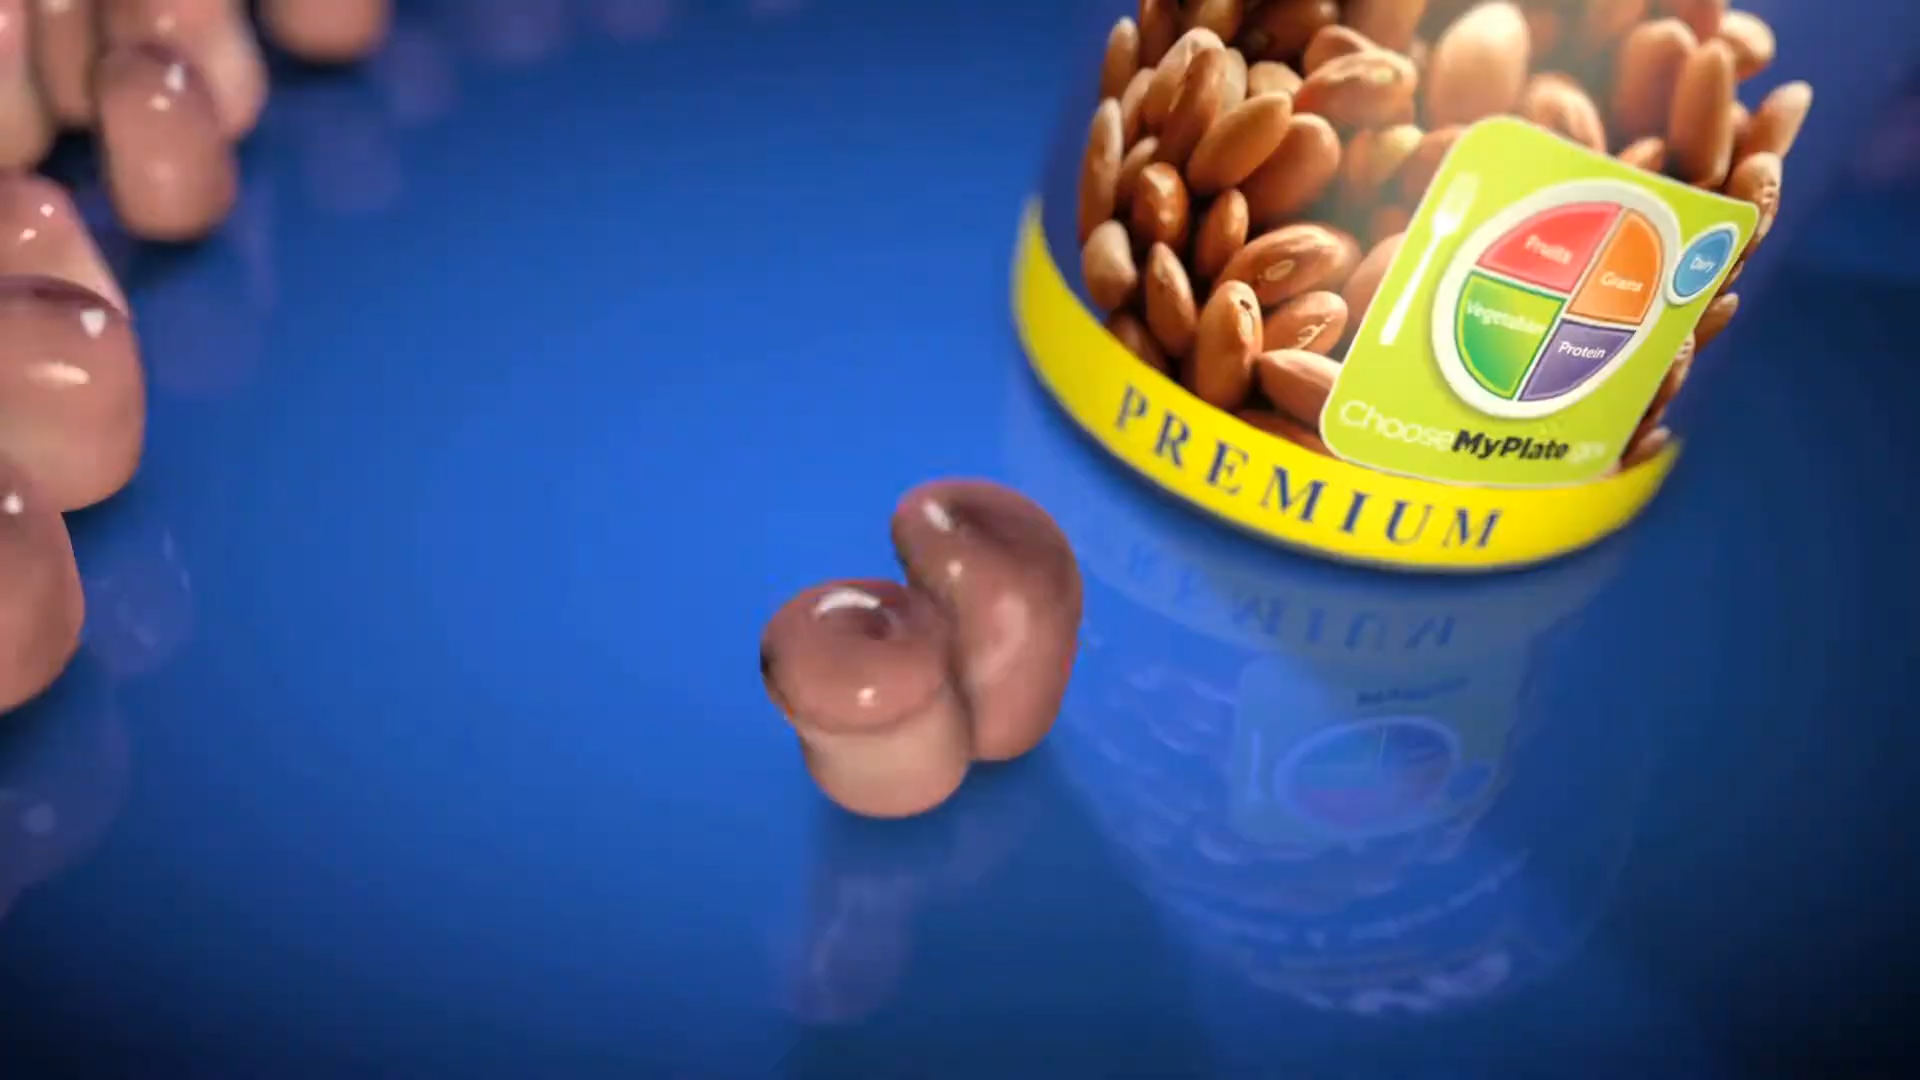 Fruits
Grains
Dairy
Vegetables
Protein
ChooseMyPlate.gov
PREMIUM